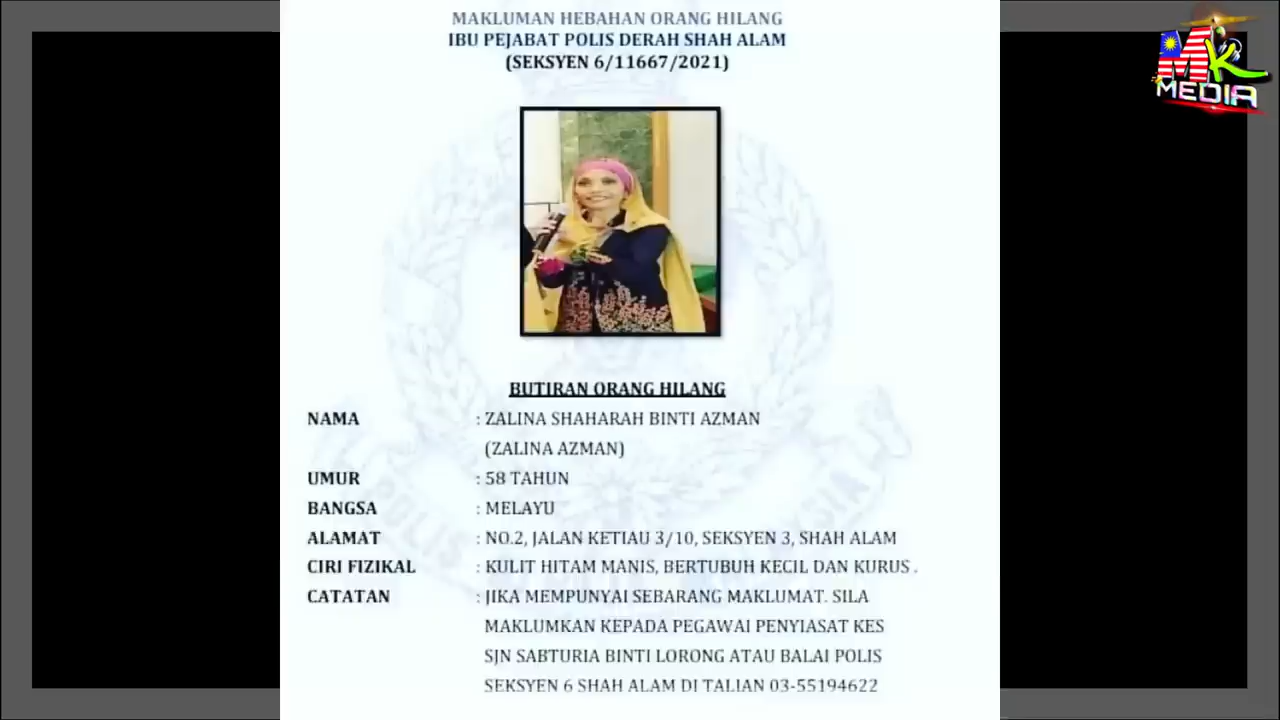 MAKLUMAN HEBAHAN ORANG HILANG
IBU PEJABAT POLIS DERAH SHAH ALAM
(SEKSYEN 6/11667/2021)
MK
MEDIA
BUTIRAN ORANG HILANG
NAMA : ZALINA SHAHARAH BINTI AZMAN
(ZALINA AZMAN)
UMUR : 58 TAHUN
BANGSA : MELAYU
ALAMAT : NO.2, JALAN KETIAU 3/10, SEKSYEN 3, SHAH ALAM
CIRI FIZIKAL : KULIT HITAM MANIS, BERTUBUH KECIL DAN KURUS .
CATATAN : JIKA MEMPUNYAI SEBARANG MAKLUMAT. SILA
MAKLUMKAN KEPADA PEGAWAI PENYIASAT KES
SJN SABTURIA BINTI LORONG ATAU BALAI POLIS
SEKSYEN 6 SHAH ALAM DI TALIAN 03-55194622
POLIS